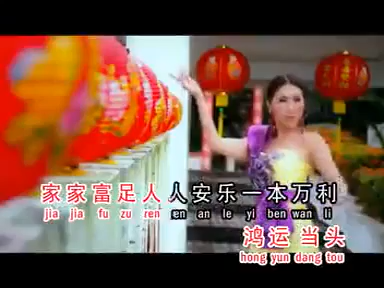 家家富足人人安乐一本万利
jia jia fu zu ren ren an le yi ben wan li
鸿运当头
hong yun dang tou